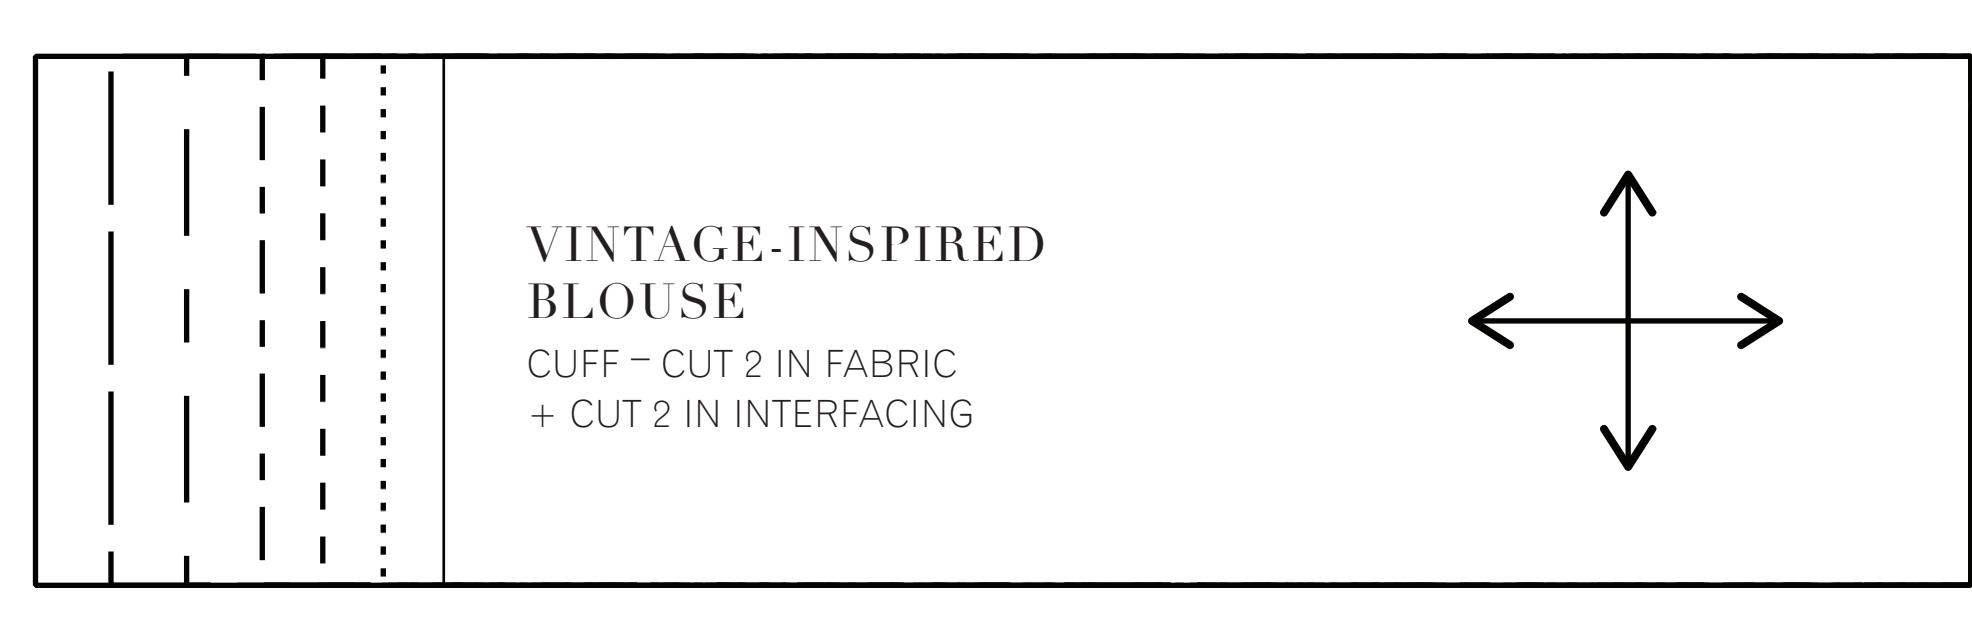 VINTAGE-INSPIRED
BLOUSE
CUFF – CUT 2 IN FABRIC
+ CUT 2 IN INTERFACING